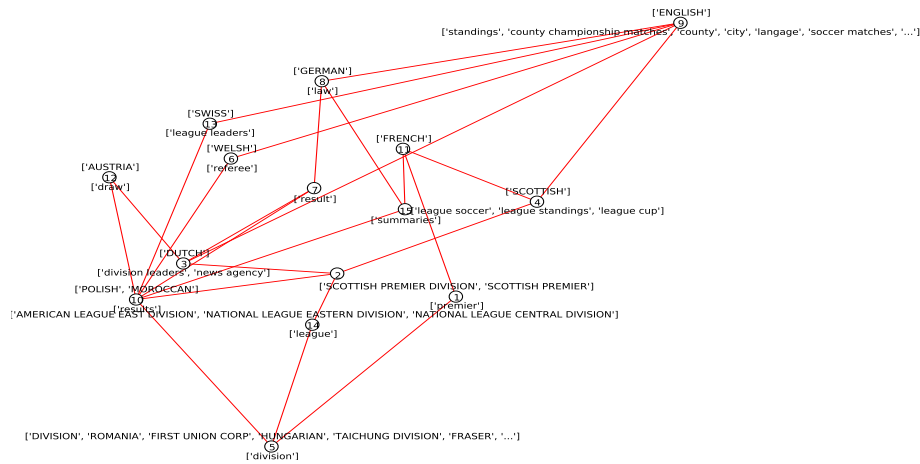 ['ENGLISH']
9
['standings', 'county championship matches', 'county', 'city', 'langage', 'soccer matches', '...']
['GERMAN']
8
['law']
['SWISS']
13
['league leaders']
['FRENCH']
11
['WELSH']
6
['referee']
['AUSTRIA']
12
['draw']
7
['result']
['SCOTTISH']
4
['league soccer', 'league standings', 'league cup']
15
['summaries']
['DUTCH']
3
['division leaders', 'news agency']
2
['SCOTTISH PREMIER DIVISION', 'SCOTTISH PREMIER']
['POLISH', 'MOROCCAN']
10
['results']
1
['premier']
['AMERICAN LEAGUE EAST DIVISION', 'NATIONAL LEAGUE EASTERN DIVISION', 'NATIONAL LEAGUE CENTRAL DIVISION']
14
['league']
['DIVISION', 'ROMANIA', 'FIRST UNION CORP', 'HUNGARIAN', 'TAICHUNG DIVISION', 'FRASER', '...']
5
['division']